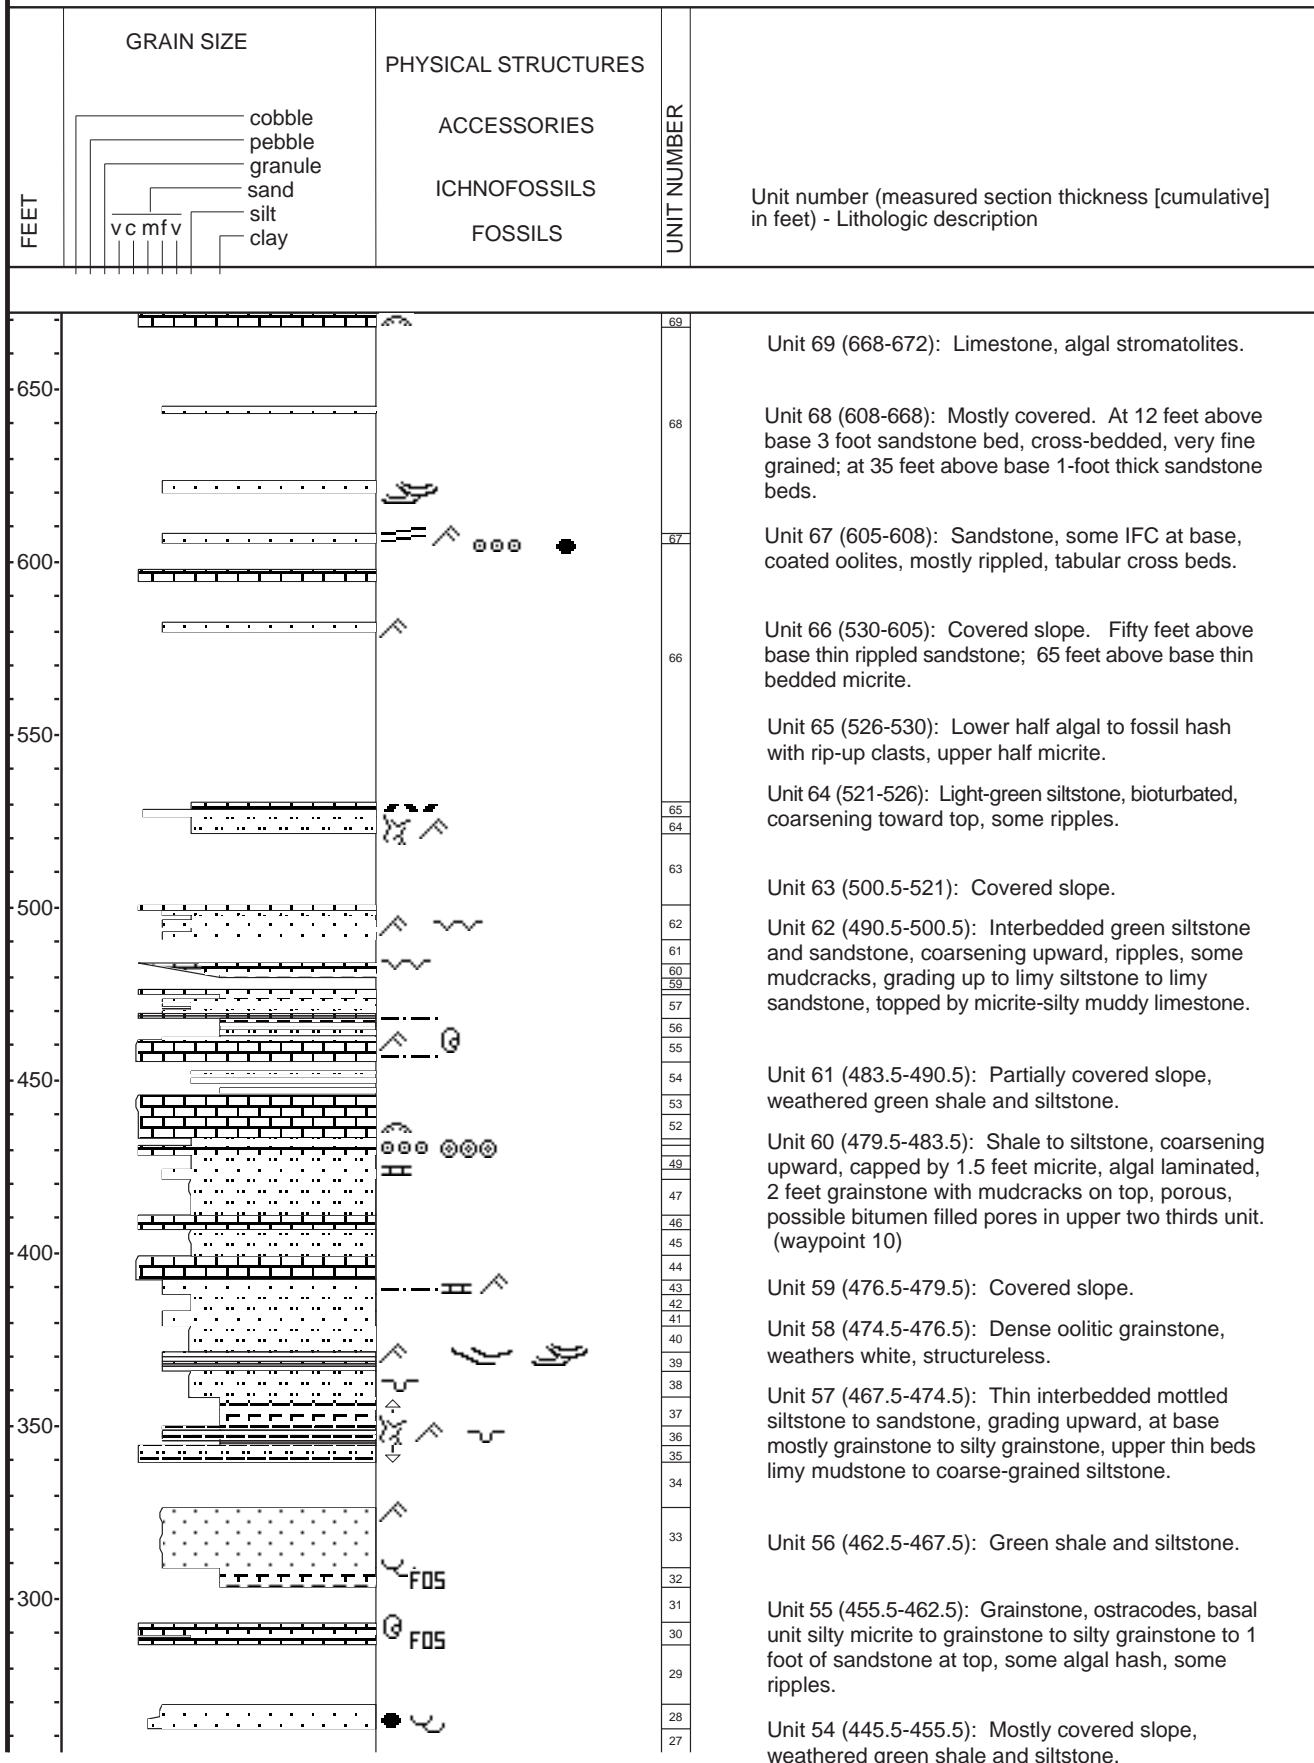 GRAIN SIZE
cobble
pebble
granule
sand
silt
clay
v c m f v
FEET
PHYSICAL STRUCTURES
ACCESSORIES
ICHNOFOSSILS
FOSSILS
UNIT NUMBER
Unit number (measured section thickness [cumulative]
in feet) - Lithologic description
650
600
550
500
450
400
350
300
FOS
FOS
69
68
67
66
65
64
63
62
61
60
59
57
56
55
54
53
52
49
47
46
45
44
43
42
41
40
39
38
37
36
35
34
33
32
31
30
29
28
27
Unit 69 (668-672): Limestone, algal stromatolites.
Unit 68 (608-668): Mostly covered. At 12 feet above
base 3 foot sandstone bed, cross-bedded, very fine
grained; at 35 feet above base 1-foot thick sandstone
beds.
Unit 67 (605-608): Sandstone, some IFC at base,
coated oolites, mostly rippled, tabular cross beds.
Unit 66 (530-605): Covered slope. Fifty feet above
base thin rippled sandstone; 65 feet above base thin
bedded micrite.
Unit 65 (526-530): Lower half algal to fossil hash
with rip-up clasts, upper half micrite.
Unit 64 (521-526): Light-green siltstone, bioturbated,
coarsening toward top, some ripples.
Unit 63 (500.5-521): Covered slope.
Unit 62 (490.5-500.5): Interbedded green siltstone
and sandstone, coarsening upward, ripples, some
mudcracks, grading up to limy siltstone to limy
sandstone, topped by micrite-silty muddy limestone.
Unit 61 (483.5-490.5): Partially covered slope,
weathered green shale and siltstone.
Unit 60 (479.5-483.5): Shale to siltstone, coarsening
upward, capped by 1.5 feet micrite, algal laminated,
2 feet grainstone with mudcracks on top, porous,
possible bitumen filled pores in upper two thirds unit.
(waypoint 10)
Unit 59 (476.5-479.5): Covered slope.
Unit 58 (474.5-476.5): Dense oolitic grainstone,
weathers white, structureless.
Unit 57 (467.5-474.5): Thin interbedded mottled
siltstone to sandstone, grading upward, at base
mostly grainstone to silty grainstone, upper thin beds
limy mudstone to coarse-grained siltstone.
Unit 56 (462.5-467.5): Green shale and siltstone.
Unit 55 (455.5-462.5): Grainstone, ostracodes, basal
unit silty micrite to grainstone to silty grainstone to 1
foot of sandstone at top, some algal hash, some
ripples.
Unit 54 (445.5-455.5): Mostly covered slope,
weathered green shale and siltstone.